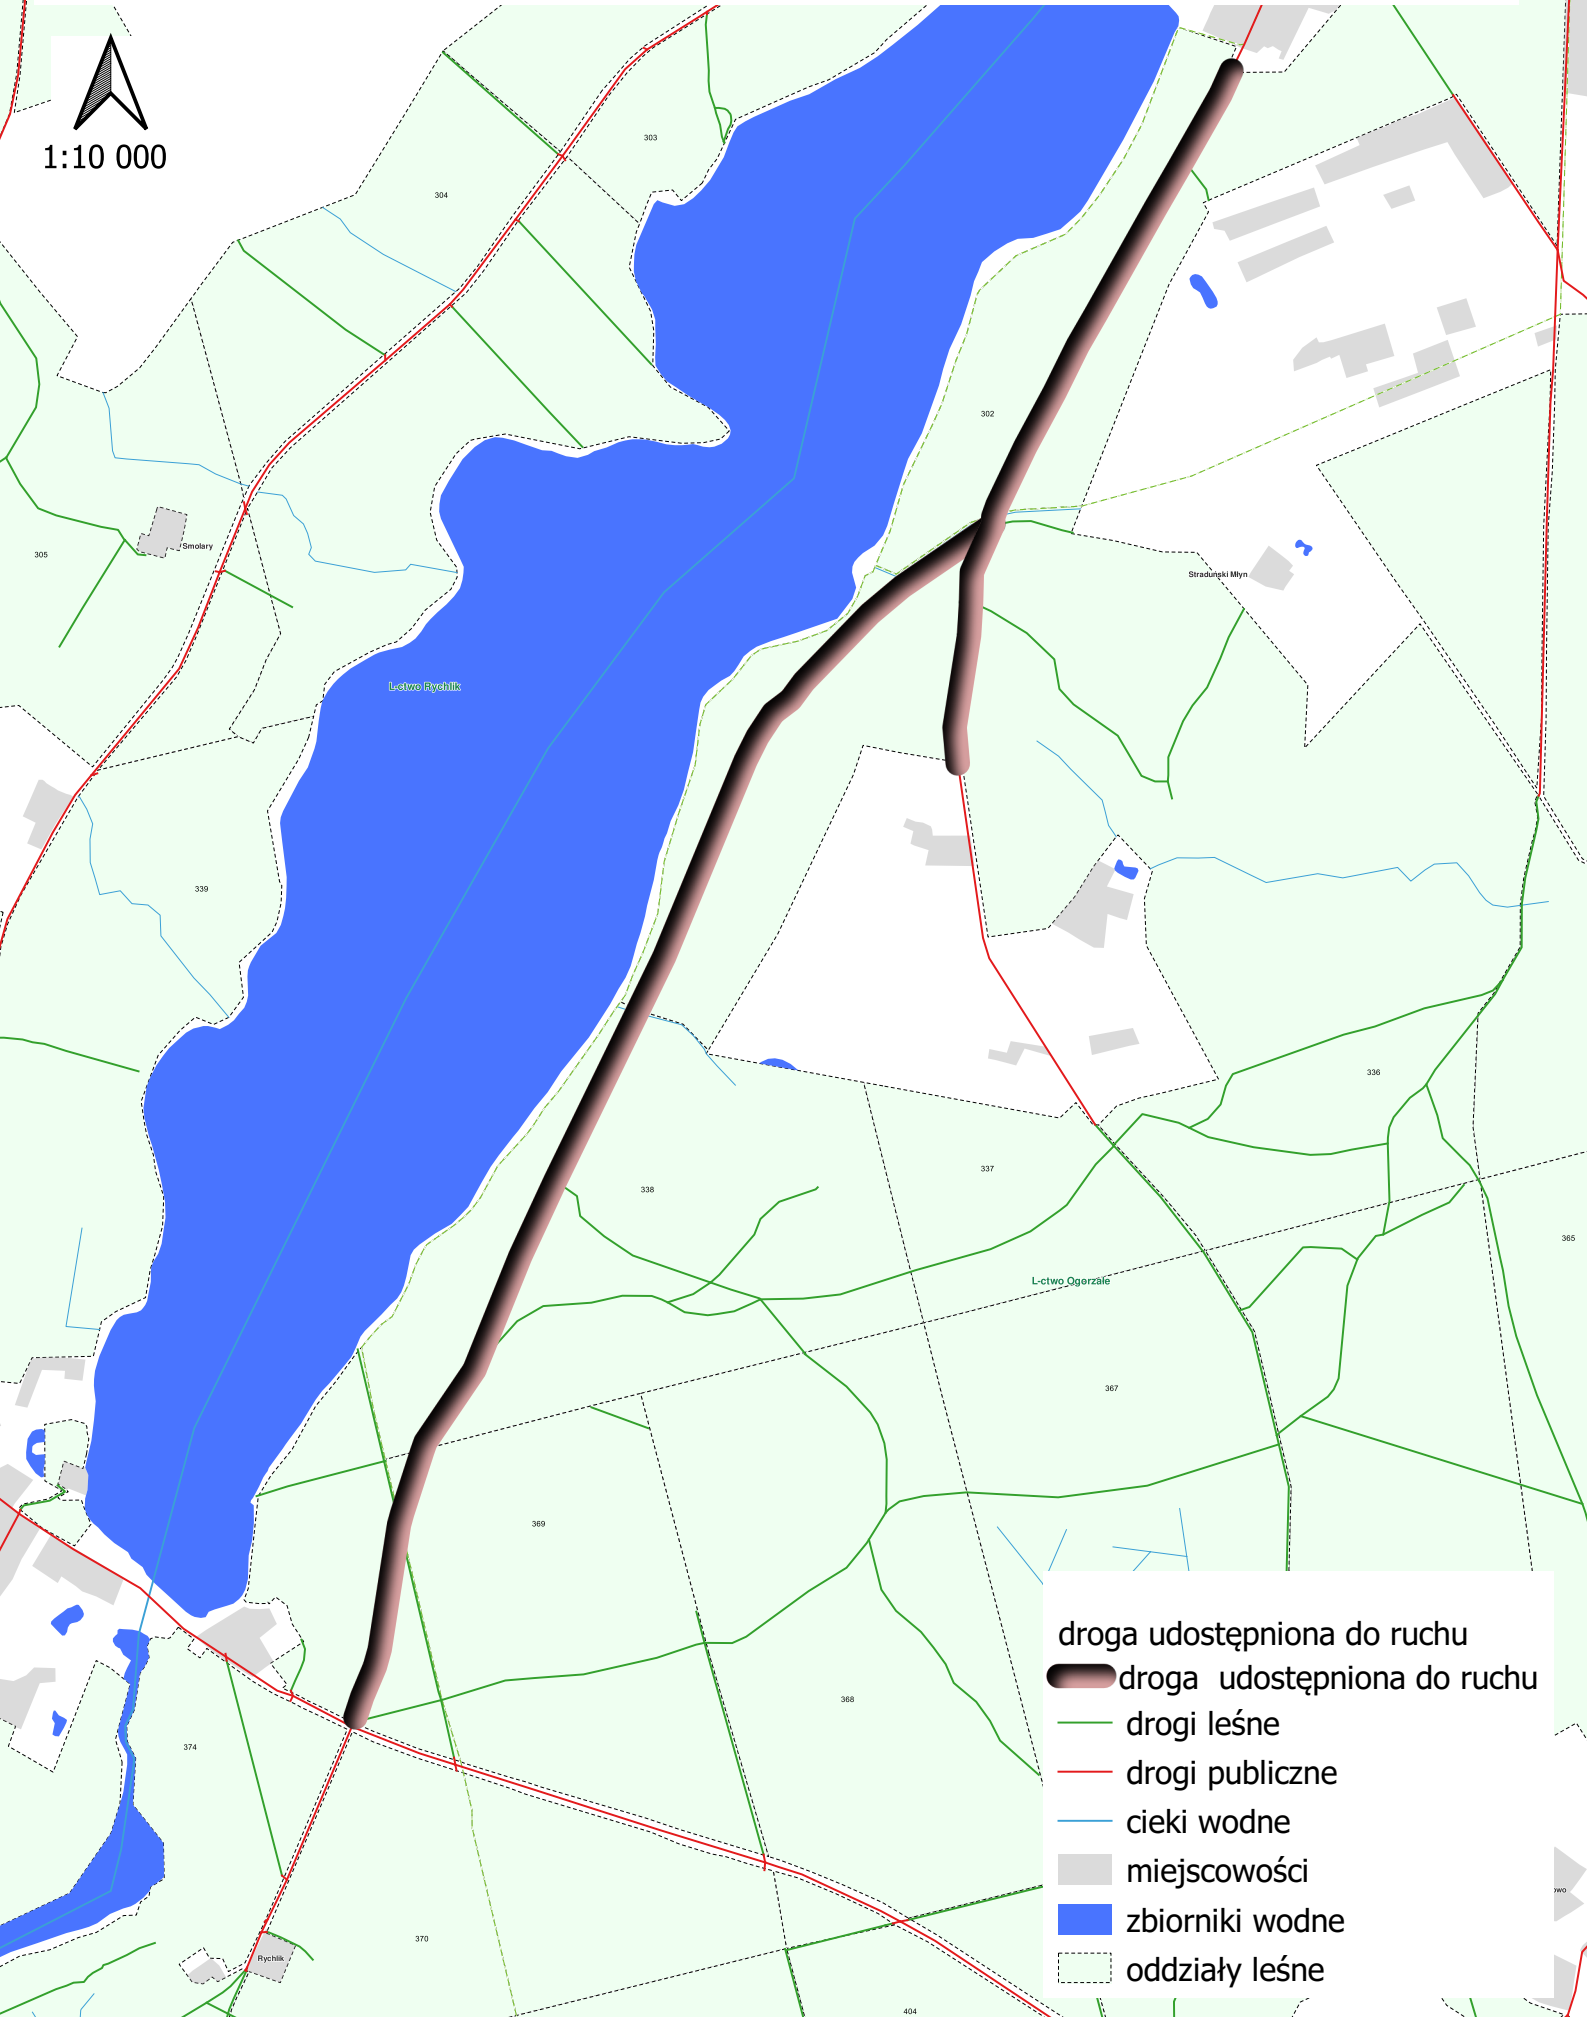 1:10 000
303
304
302
Smolary
305
Straduński Młyn
L-ctwo Rychlik
339
336
337
338
365
L-ctwo Ogorzałe
367
369
368
374
370
Rychlik
404
droga udostępniona do ruchu
droga udostępniona do ruchu
drogi leśne
drogi publiczne
cieki wodne
miejscowości
zbiorniki wodne
oddziały leśne